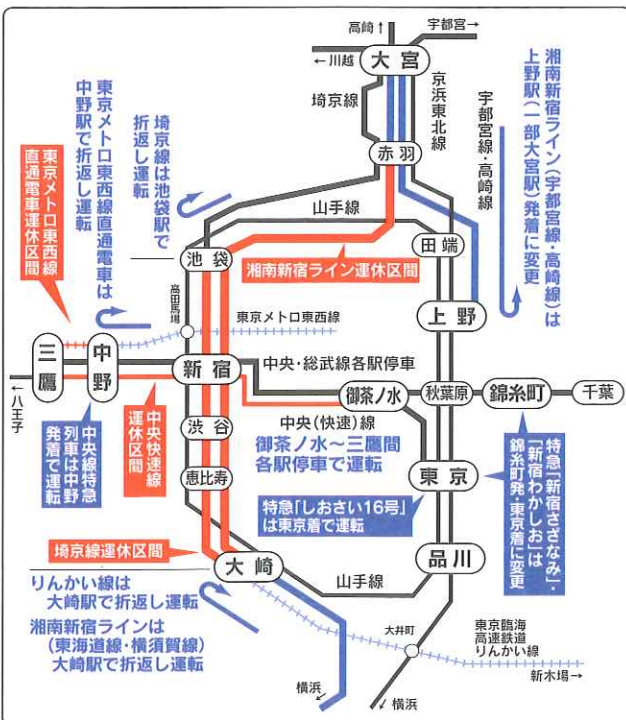 高崎↑
宇都宮→
←川越
大宮
埼京線
京浜東北線
宇都宮線・高崎線
湘南新宿ライン(宇都宮線・高崎線)は
上野駅(一部大宮駅)発着に変更
東京メトロ東西線直通電車は
中野駅で折返し運転
埼京線は池袋駅で
折返し運転
東京メトロ東西線
直通電車運休区間
赤羽
山手線
池袋
田端
湘南新宿ライン運休区間
高田馬場
東京メトロ東西線
上野
三鷹
中野
新宿
中央・総武線各駅停車
←八王子
御茶ノ水
秋葉原
錦糸町
千葉
中央(快速)線
御茶ノ水～三鷹間
各駅停車で運転
渋谷
恵比寿
中央線特急
列車は中野
発着で運転
中央快速線
運休区間
東京
特急「しおさい16号」
は東京着で運転
特急「新宿さざなみ」・
「新宿わかしお」は
錦糸町発・東京着に変更
埼京線運休区間
大崎
品川
山手線
りんかい線は
大崎駅で折返し運転
湘南新宿ラインは
(東海道線・横須賀線)
大崎駅で折返し運転
大井町
東京臨海
高速鉄道
りんかい線
新木場→
横浜↙
↙横浜